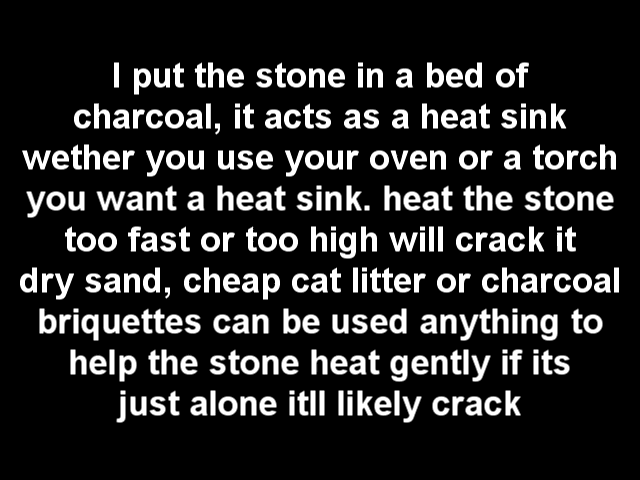 I put the stone in a bed of
charcoal, it acts as a heat sink
wether you use your oven or a torch
you want a heat sink. heat the stone
too fast or too high will crack it
dry sand, cheap cat litter or charcoal
briquettes can be used anything to
help the stone heat gently if its
just alone itll likely crack